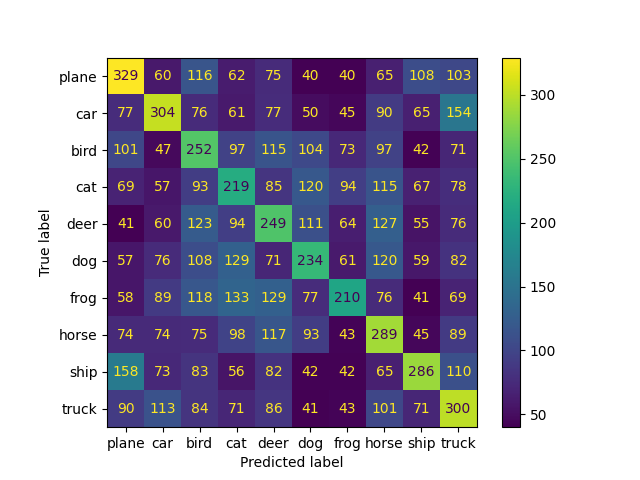 plane 329 60 116 62 75 40 40 65 108 103
car 77 304 76 61 77 50 45 90 65 154
bird 101 47 252 97 115 104 73 97 42 71
cat 69 57 93 219 85 120 94 115 67 78
deer 41 60 123 94 249 111 64 127 55 76
dog 57 76 108 129 71 234 61 120 59 82
frog 58 89 118 133 129 77 210 76 41 69
horse 74 74 75 98 117 93 43 289 45 89
ship 158 73 83 56 82 42 42 65 286 110
truck 90 113 84 71 86 41 43 101 71 300
plane car bird cat deer dog frog horse ship truck
Predicted label
True label
300
250
200
150
100
50